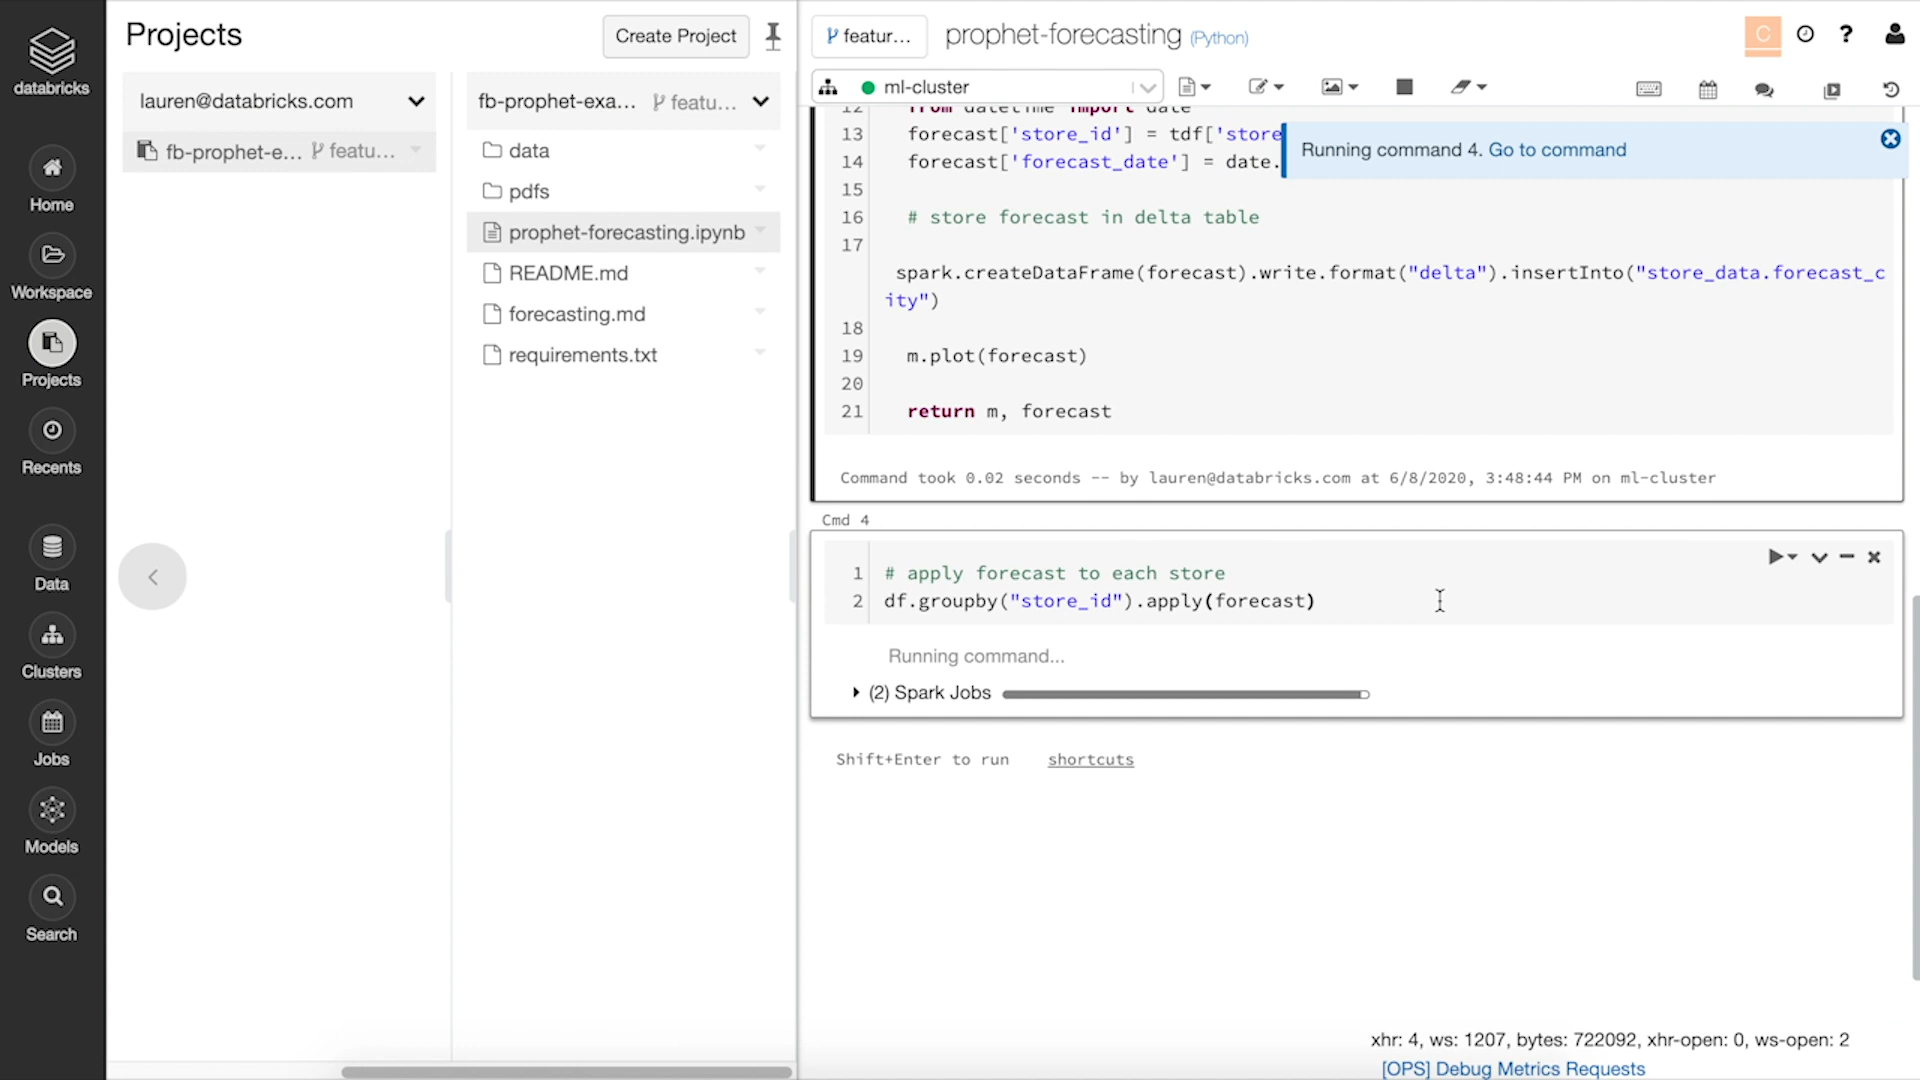 databricks
Home
Workspace
Projects
Recents
Data
Clusters
Jobs
Models
Search
Projects
Create Project
lauren@databricks.com
fb-prophet-e... featu...
fb-prophet-exa... featu...
data
pdfs
prophet-forecasting.ipynb
README.md
forecasting.md
requirements.txt
featur... prophet-forecasting (Python)
C
?
ml-cluster
12 from datetime import date
13 forecast['store_id'] = tdf['store
14 forecast['forecast_date'] = date.
Running command 4. Go to command
15
16 # store forecast in delta table
17
spark.createDataFrame(forecast).write.format("delta").insertInto("store_data.forecast_c
ity")
18
19 m.plot(forecast)
20
21 return m, forecast
Command took 0.02 seconds -- by lauren@databricks.com at 6/8/2020, 3:48:44 PM on ml-cluster
Cmd 4
1 # apply forecast to each store
2 df.groupby("store_id").apply(forecast)
Running command...
(2) Spark Jobs
Shift+Enter to run shortcuts
xhr: 4, ws: 1207, bytes: 722092, xhr-open: 0, ws-open: 2
[OPS] Debug Metrics Requests